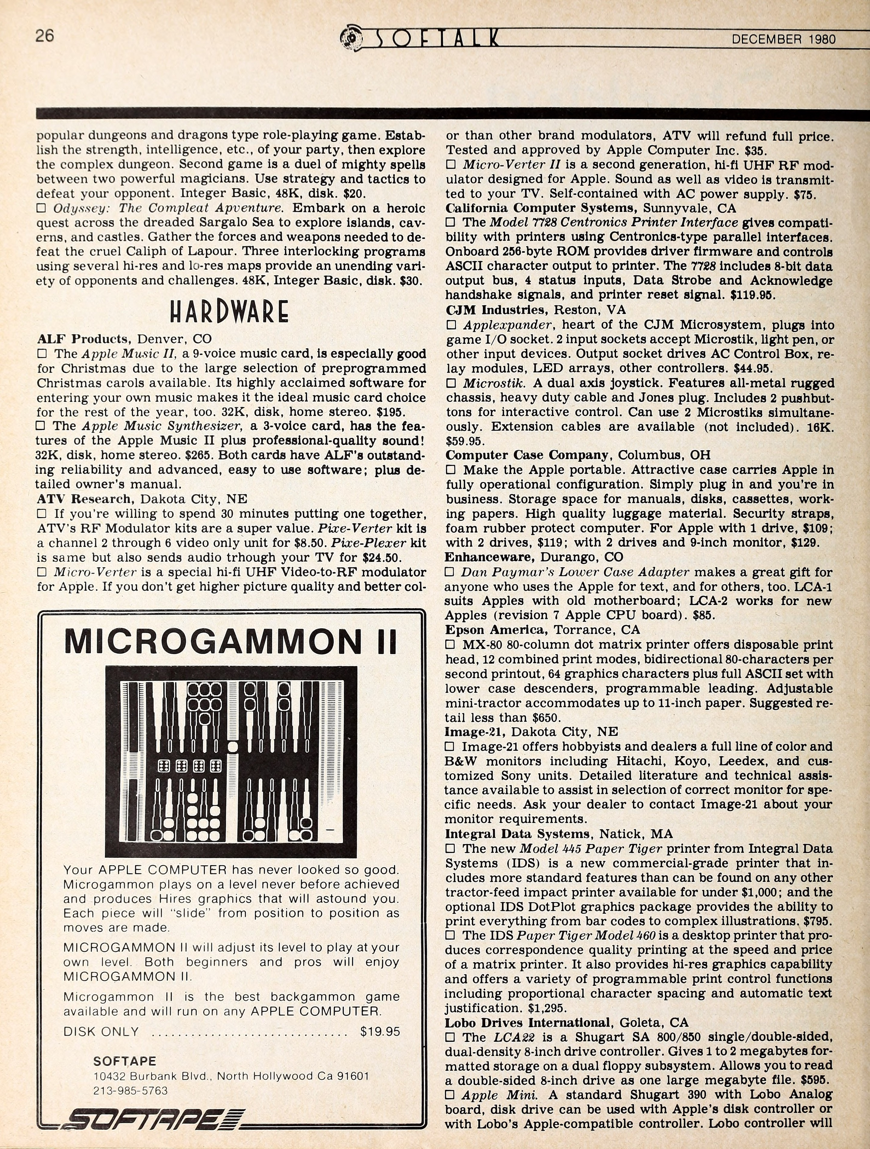 26
SOFTALK
DECEMBER 1980
popular dungeons and dragons type role-playing game. Estab-
lish the strength, intelligence, etc., of your party, then explore
the complex dungeon. Second game is a duel of mighty spells
between two powerful magicians. Use strategy and tactics to
defeat your opponent. Integer Basic, 48K, disk. $20.
□ Odyssey: The Compleat Apventure. Embark on a heroic
quest across the dreaded Sargalo Sea to explore islands, cav-
erns, and castles. Gather the forces and weapons needed to de-
feat the cruel Caliph of Lapour. Three interlocking programs
using several hi-res and lo-res maps provide an unending vari-
ety of opponents and challenges. 48K, Integer Basic, disk. $30.
HARDWARE
ALF Products, Denver, CO
□ The Apple Music II, a 9-voice music card, is especially good
for Christmas due to the large selection of preprogrammed
Christmas carols available. Its highly acclaimed software for
entering your own music makes it the ideal music card choice
for the rest of the year, too. 32K, disk, home stereo. $195.
□ The Apple Music Synthesizer, a 3-voice card, has the fea-
tures of the Apple Music II plus professional-quality sound!
32K, disk, home stereo. $265. Both cards have ALF's outstand-
ing reliability and advanced, easy to use software; plus de-
tailed owner's manual.
ATV Research, Dakota City, NE
□ If you're willing to spend 30 minutes putting one together,
ATV's RF Modulator kits are a super value. Pixe-Verter kit is
a channel 2 through 6 video only unit for $8.50. Pixe-Plexer kit
is same but also sends audio trhough your TV for $24.50.
□ Micro-Verter is a special hi-fi UHF Video-to-RF modulator
for Apple. If you don't get higher picture quality and better col-
MICROGAMMON II
Your APPLE COMPUTER has never looked so good.
Microgammon plays on a level never before achieved
and produces Hires graphics that will astound you.
Each piece will "slide" from position to position as
moves are made.
MICROGAMMON II will adjust its level to play at your
own level. Both beginners and pros will enjoy
MICROGAMMON II.
Microgammon II is the best backgammon game
available and will run on any APPLE COMPUTER.
DISK ONLY ............................. $19.95
SOFTAPE
10432 Burbank Blvd., North Hollywood Ca 91601
213-985-5763
SOFTAPE
or than other brand modulators, ATV will refund full price.
Tested and approved by Apple Computer Inc. $35.
□ Micro-Verter II is a second generation, hi-fi UHF RF mod-
ulator designed for Apple. Sound as well as video is transmit-
ted to your TV. Self-contained with AC power supply. $75.
California Computer Systems, Sunnyvale, CA
□ The Model 7728 Centronics Printer Interface gives compati-
bility with printers using Centronics-type parallel interfaces.
Onboard 256-byte ROM provides driver firmware and controls
ASCII character output to printer. The 7728 includes 8-bit data
output bus, 4 status inputs, Data Strobe and Acknowledge
handshake signals, and printer reset signal. $119.95.
CJM Industries, Reston, VA
□ Applexpander, heart of the CJM Microsystem, plugs into
game I/O socket. 2 input sockets accept Microstik, light pen, or
other input devices. Output socket drives AC Control Box, re-
lay modules, LED arrays, other controllers. $44.95.
□ Microstik. A dual axis joystick. Features all-metal rugged
chassis, heavy duty cable and Jones plug. Includes 2 pushbut-
tons for interactive control. Can use 2 Microstiks simultane-
ously. Extension cables are available (not included). 16K.
$59.95.
Computer Case Company, Columbus, OH
□ Make the Apple portable. Attractive case carries Apple in
fully operational configuration. Simply plug in and you're in
business. Storage space for manuals, disks, cassettes, work-
ing papers. High quality luggage material. Security straps,
foam rubber protect computer. For Apple with 1 drive, $109;
with 2 drives, $119; with 2 drives and 9-inch monitor, $129.
Enhanceware, Durango, CO
□ Dan Paymar's Lower Case Adapter makes a great gift for
anyone who uses the Apple for text, and for others, too. LCA-1
suits Apples with old motherboard; LCA-2 works for new
Apples (revision 7 Apple CPU board). $85.
Epson America, Torrance, CA
□ MX-80 80-column dot matrix printer offers disposable print
head, 12 combined print modes, bidirectional 80-characters per
second printout, 64 graphics characters plus full ASCII set with
lower case descenders, programmable leading. Adjustable
mini-tractor accommodates up to 11-inch paper. Suggested re-
tail less than $650.
Image-21, Dakota City, NE
□ Image-21 offers hobbyists and dealers a full line of color and
B&W monitors including Hitachi, Koyo, Leedex, and cus-
tomized Sony units. Detailed literature and technical assis-
tance available to assist in selection of correct monitor for spe-
cific needs. Ask your dealer to contact Image-21 about your
monitor requirements.
Integral Data Systems, Natick, MA
□ The new Model 445 Paper Tiger printer from Integral Data
Systems (IDS) is a new commercial-grade printer that in-
cludes more standard features than can be found on any other
tractor-feed impact printer available for under $1,000; and the
optional IDS DotPlot graphics package provides the ability to
print everything from bar codes to complex illustrations. $795.
□ The IDS Paper Tiger Model 460 is a desktop printer that pro-
duces correspondence quality printing at the speed and price
of a matrix printer. It also provides hi-res graphics capability
and offers a variety of programmable print control functions
including proportional character spacing and automatic text
justification. $1,295.
Lobo Drives International, Goleta, CA
□ The LCA22 is a Shugart SA 800/850 single/double-sided,
dual-density 8-inch drive controller. Gives 1 to 2 megabytes for-
matted storage on a dual floppy subsystem. Allows you to read
a double-sided 8-inch drive as one large megabyte file. $595.
□ Apple Mini. A standard Shugart 390 with Lobo Analog
board, disk drive can be used with Apple's disk controller or
with Lobo's Apple-compatible controller. Lobo controller will